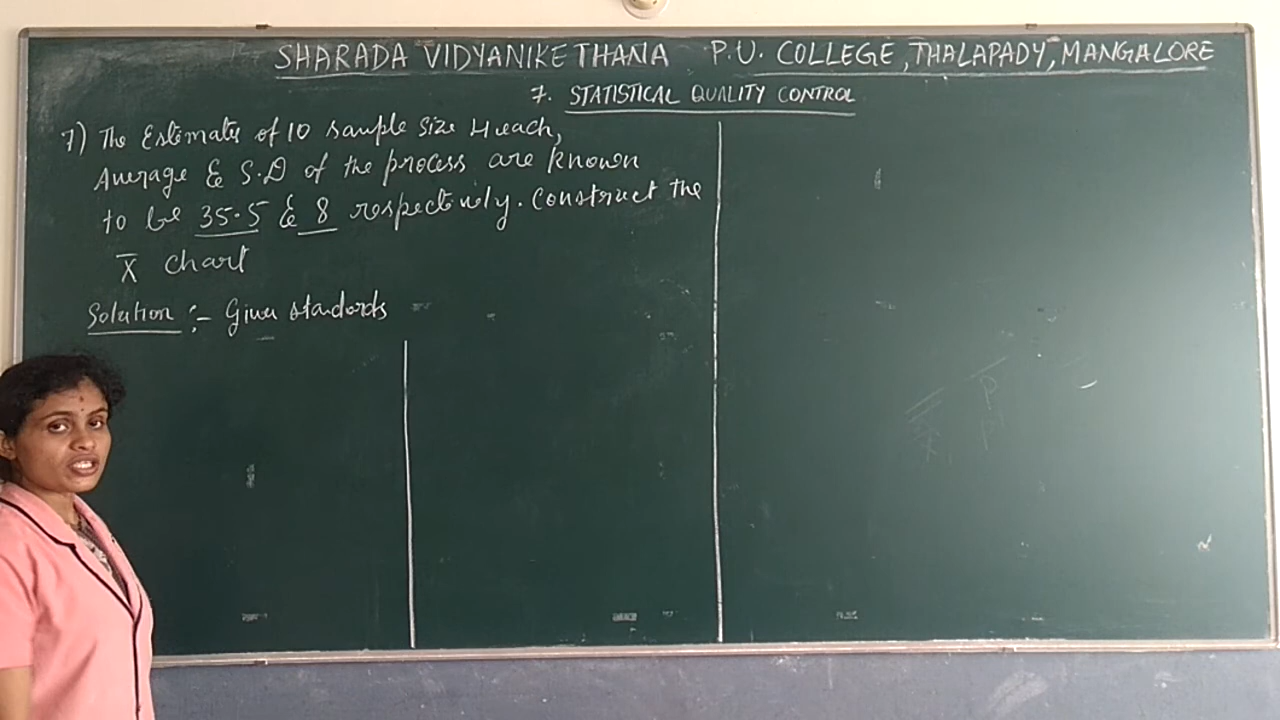 SHARADA VIDYANIKETHANA P.U. COLLEGE, THALAPADY, MANGALORE
7. STATISTICAL QUALITY CONTROL
7) The Estimates of 10 sample size 4 each,
Average & S.D of the process are known
to be 35.5 & 8 respectively. Construct the
X̅ chart
Solution :- Given standards